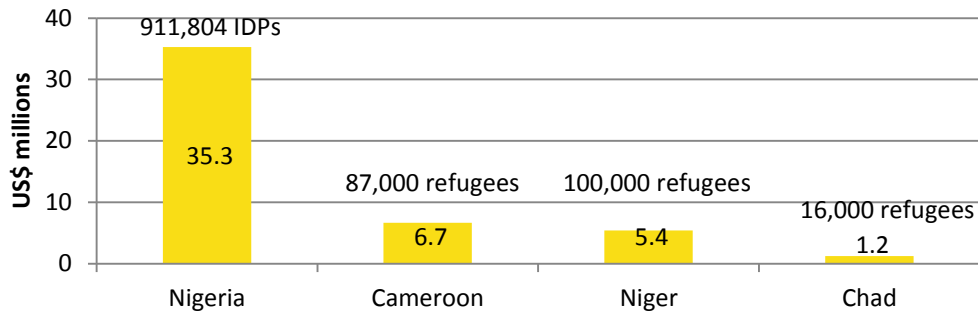 US$ millions
40
30
20
10
0
911,804 IDPs
35.3
87,000 refugees
6.7
100,000 refugees
5.4
16,000 refugees
1.2
Nigeria
Cameroon
Niger
Chad